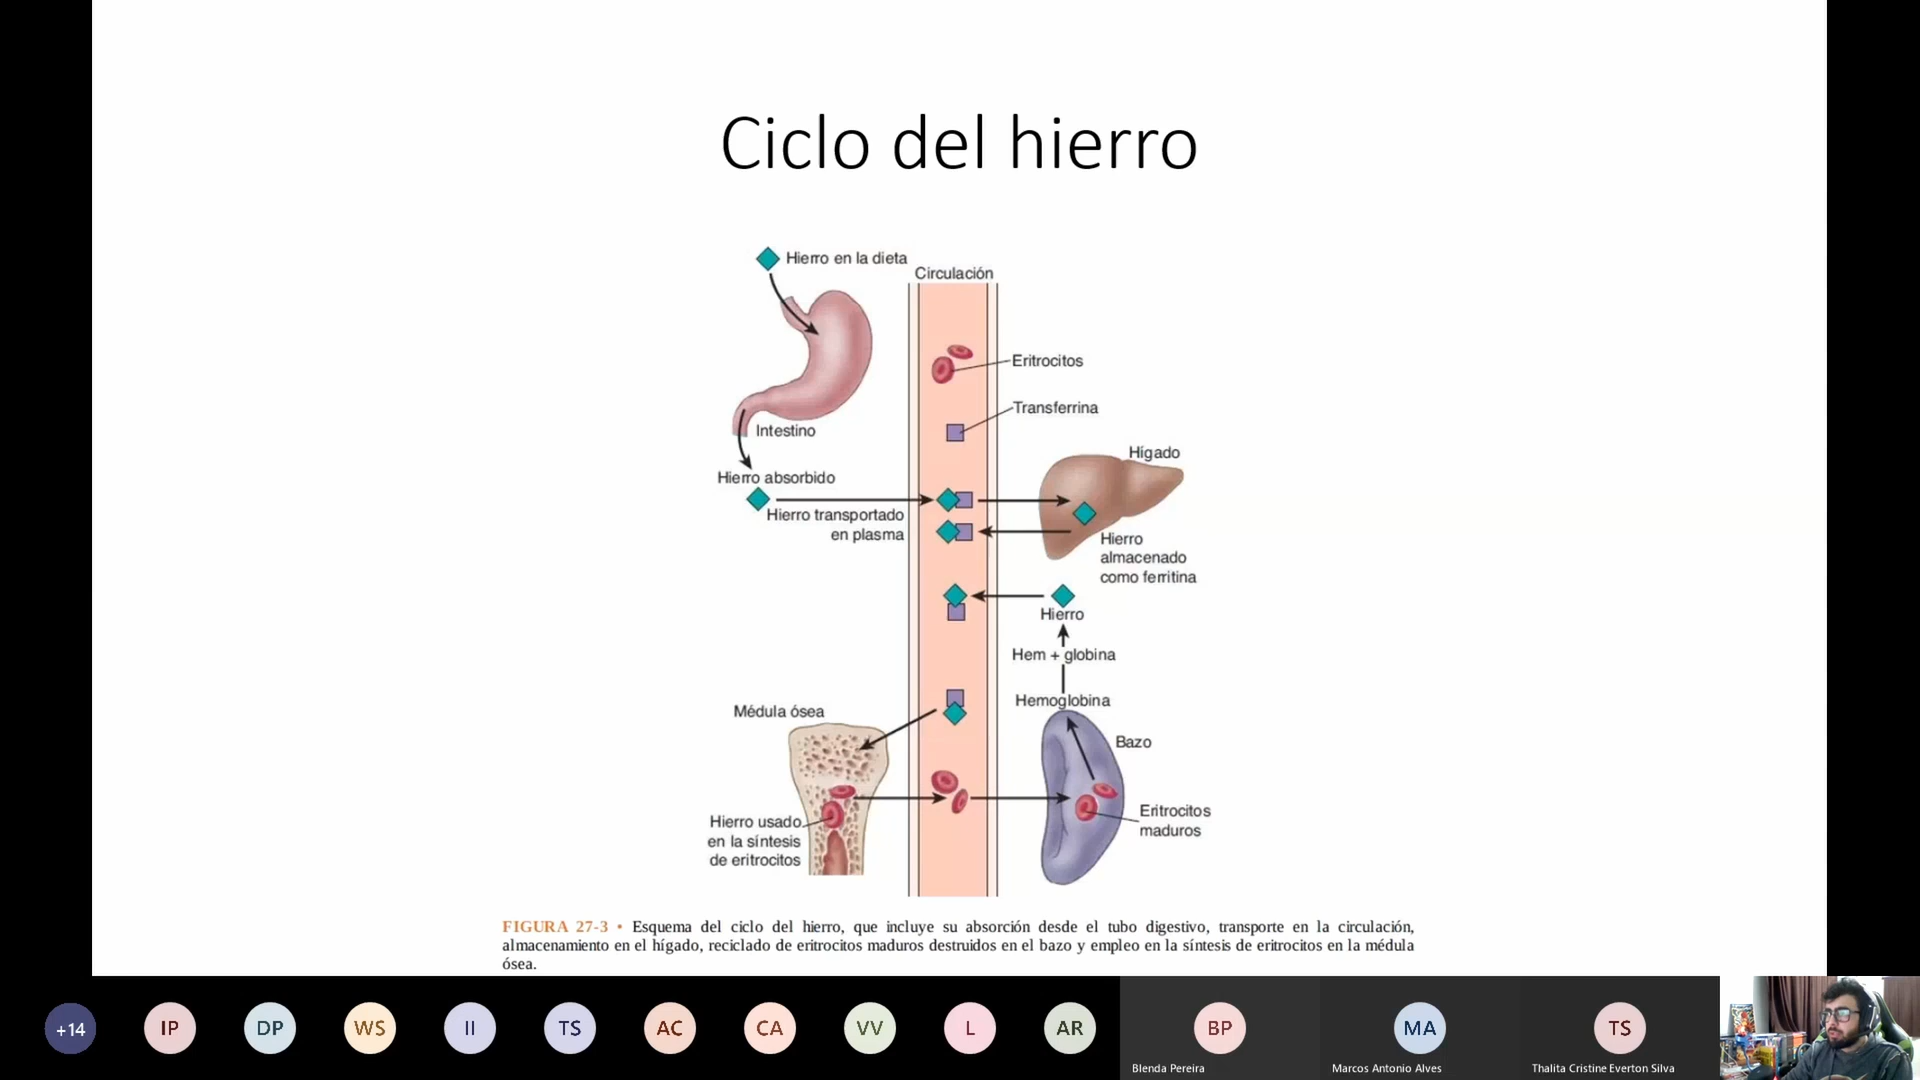 Ciclo del hierro
Hierro en la dieta
Circulación
Eritrocitos
Transferrina
Intestino
Hígado
Hierro absorbido
Hierro transportado
en plasma
Hierro
almacenado
como ferritina
Hierro
Hem + globina
Hemoglobina
Médula ósea
Bazo
Hierro usado
en la síntesis
de eritrocitos
Eritrocitos
maduros
FIGURA 27-3 • Esquema del ciclo del hierro, que incluye su absorción desde el tubo digestivo, transporte en la circulación,
almacenamiento en el hígado, reciclado de eritrocitos maduros destruidos en el bazo y empleo en la síntesis de eritrocitos en la médula
ósea.
+14 IP DP WS II TS AC CA VV L AR BP MA TS
Blenda Pereira Marcos Antonio Alves Thalita Cristine Everton Silva